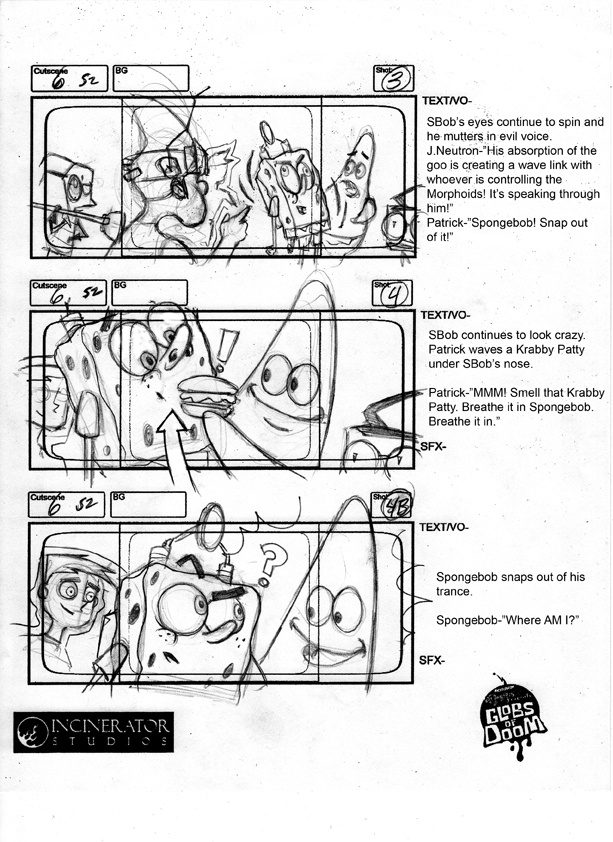 Cutscene
6 52
BG
Shot
3
TEXT/VO-
SBob's eyes continue to spin and
he mutters in evil voice.
J.Neutron-"His absorption of the
goo is creating a wave link with
whoever is controlling the
Morphoids! It's speaking through
him!"
Patrick-"Spongebob! Snap out
of it!"
Cutscene
6 52
BG
Shot
4
!
TEXT/VO-
SBob continues to look crazy.
Patrick waves a Krabby Patty
under SBob's nose.
Patrick-"MMM! Smell that Krabby
Patty. Breathe it in Spongebob.
Breathe it in."
SFX-
Cutscene
6 52
BG
Shot
4B
?
TEXT/VO-
Spongebob snaps out of his
trance.
Spongebob-"Where AM I?"
SFX-
INCINERATOR
STUDIOS
GLOBS
OF
DOOM